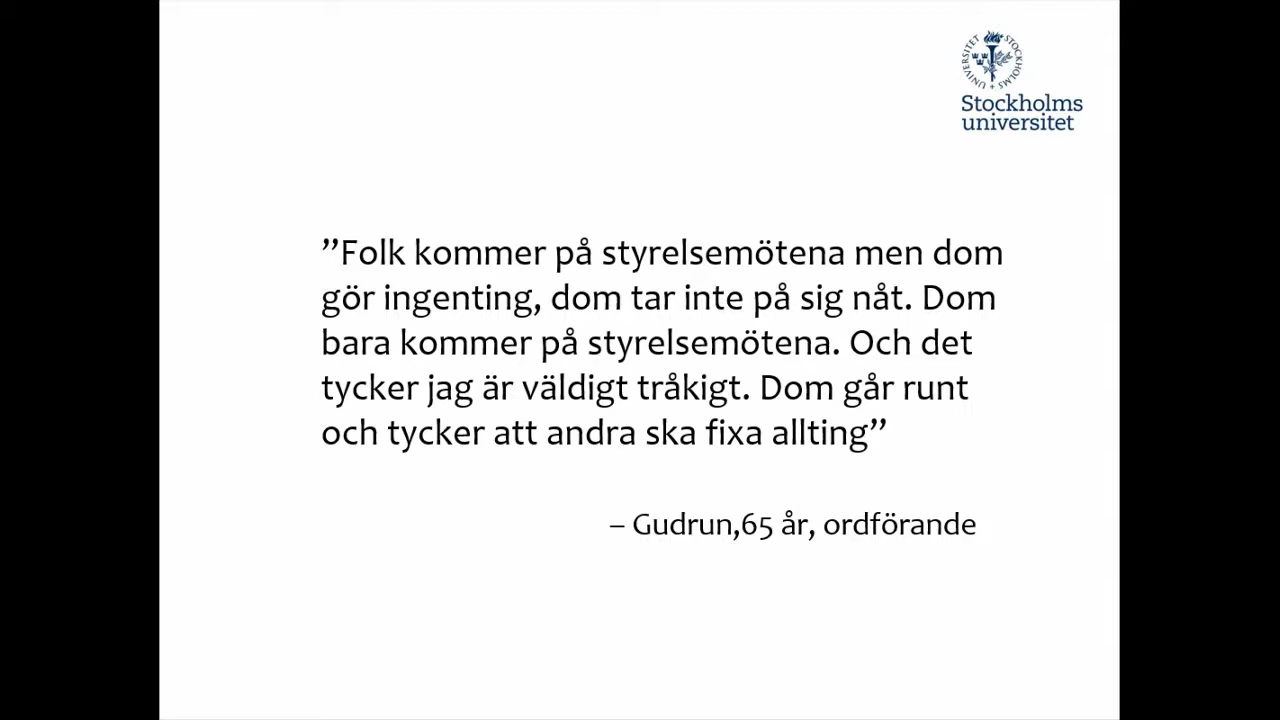 UNIVERSITET STOCKHOLMS
Stockholms
universitet
”Folk kommer på styrelsemötena men dom
gör ingenting, dom tar inte på sig nåt. Dom
bara kommer på styrelsemötena. Och det
tycker jag är väldigt tråkigt. Dom går runt
och tycker att andra ska fixa allting”
– Gudrun,65 år, ordförande